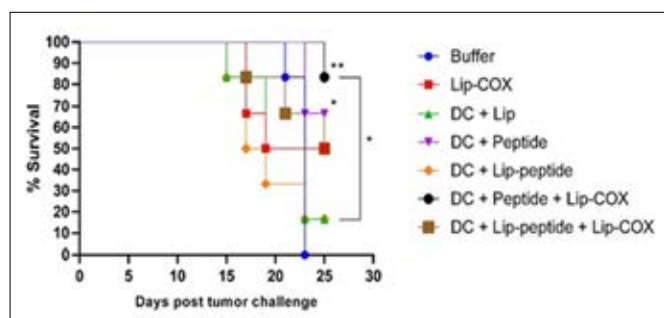 100
90
80
70
60
50
40
30
20
10
0
% Survival
0 5 10 15 20 25 30
Days post tumor challenge
**
*
*
Buffer
Lip-COX
DC + Lip
DC + Peptide
DC + Lip-peptide
DC + Peptide + Lip-COX
DC + Lip-peptide + Lip-COX